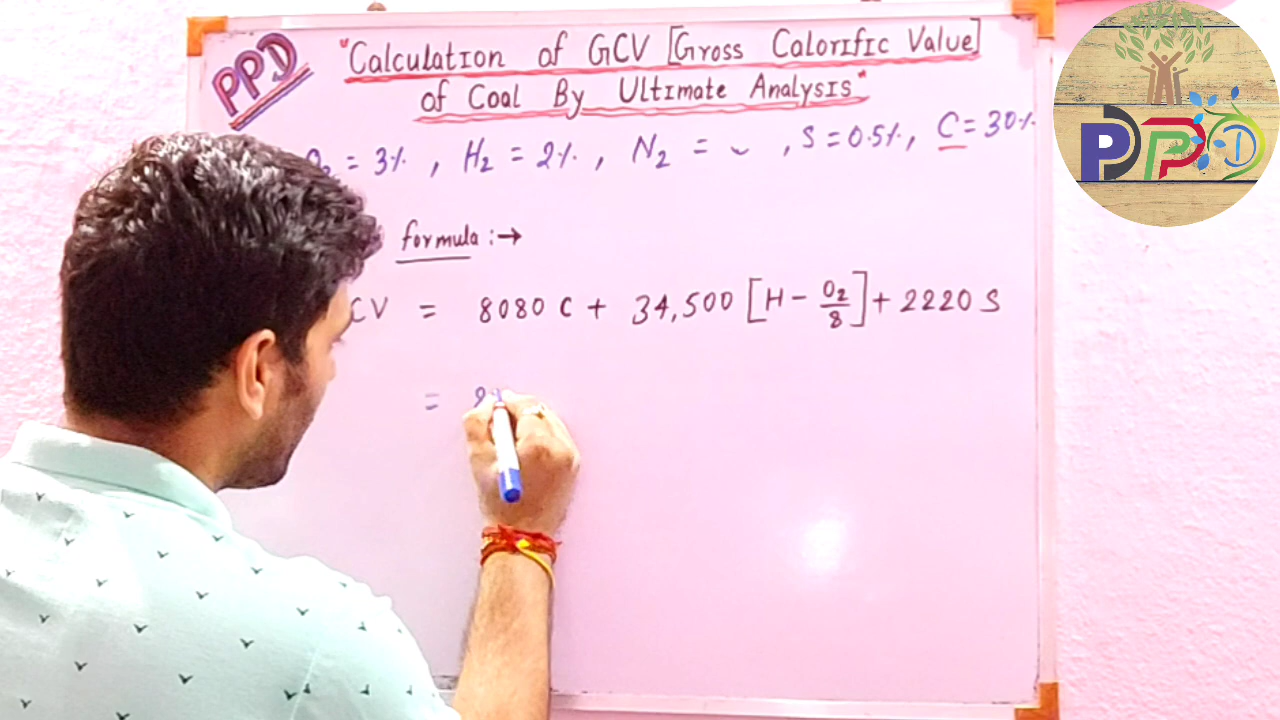 PPD
"Calculation of GCV [Gross Calorific Value]
of Coal By Ultimate Analysis"
O₂ = 3%, H₂ = 2%, N₂ = ⌣, S = 0.5%, C = 30%
formula :→
CV = 8080 C + 34,500 [H - O₂/8] + 2220 S
=
PPD